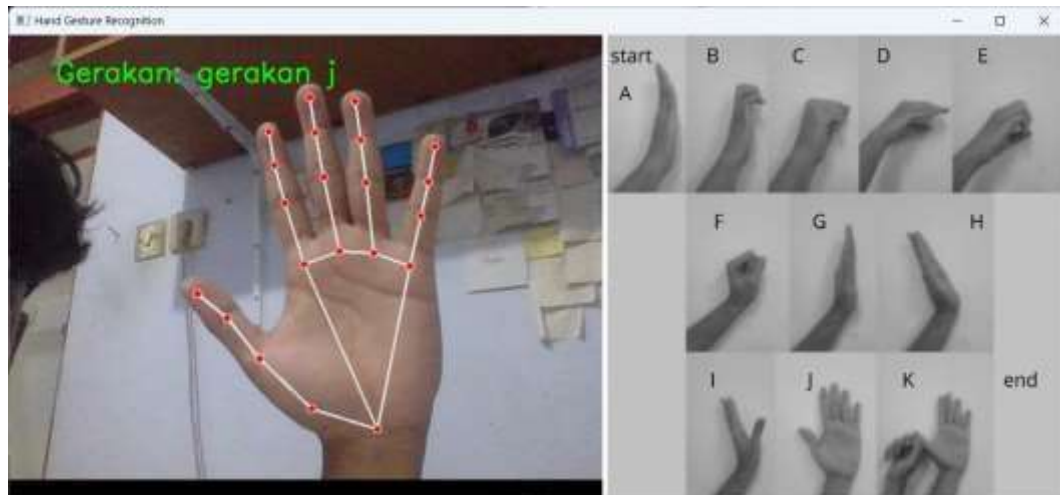 Hand Gesture Recognition
Gerakan: gerakan j
start
A
B
C
D
E
F
G
H
I
J
K
end